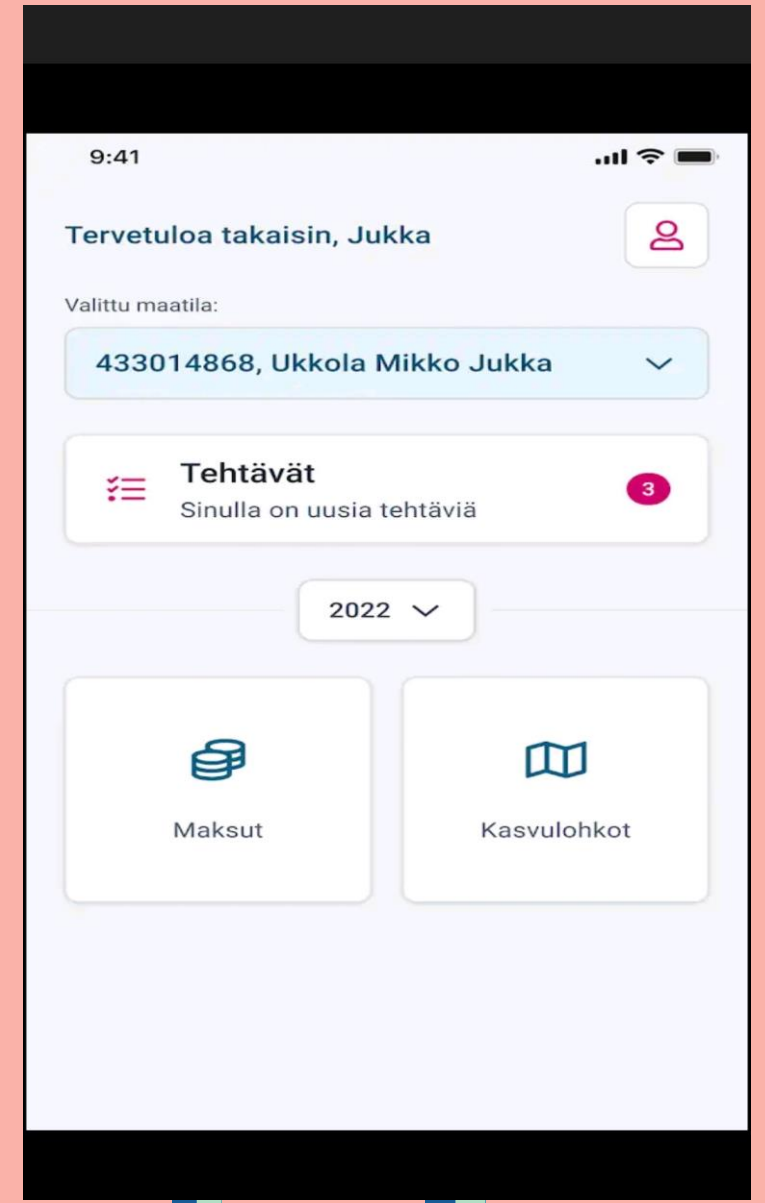 9:41
Tervetuloa takaisin, Jukka
Valittu maatila:
433014868, Ukkola Mikko Jukka
Tehtävät
Sinulla on uusia tehtäviä
3
2022
Maksut
Kasvulohkot